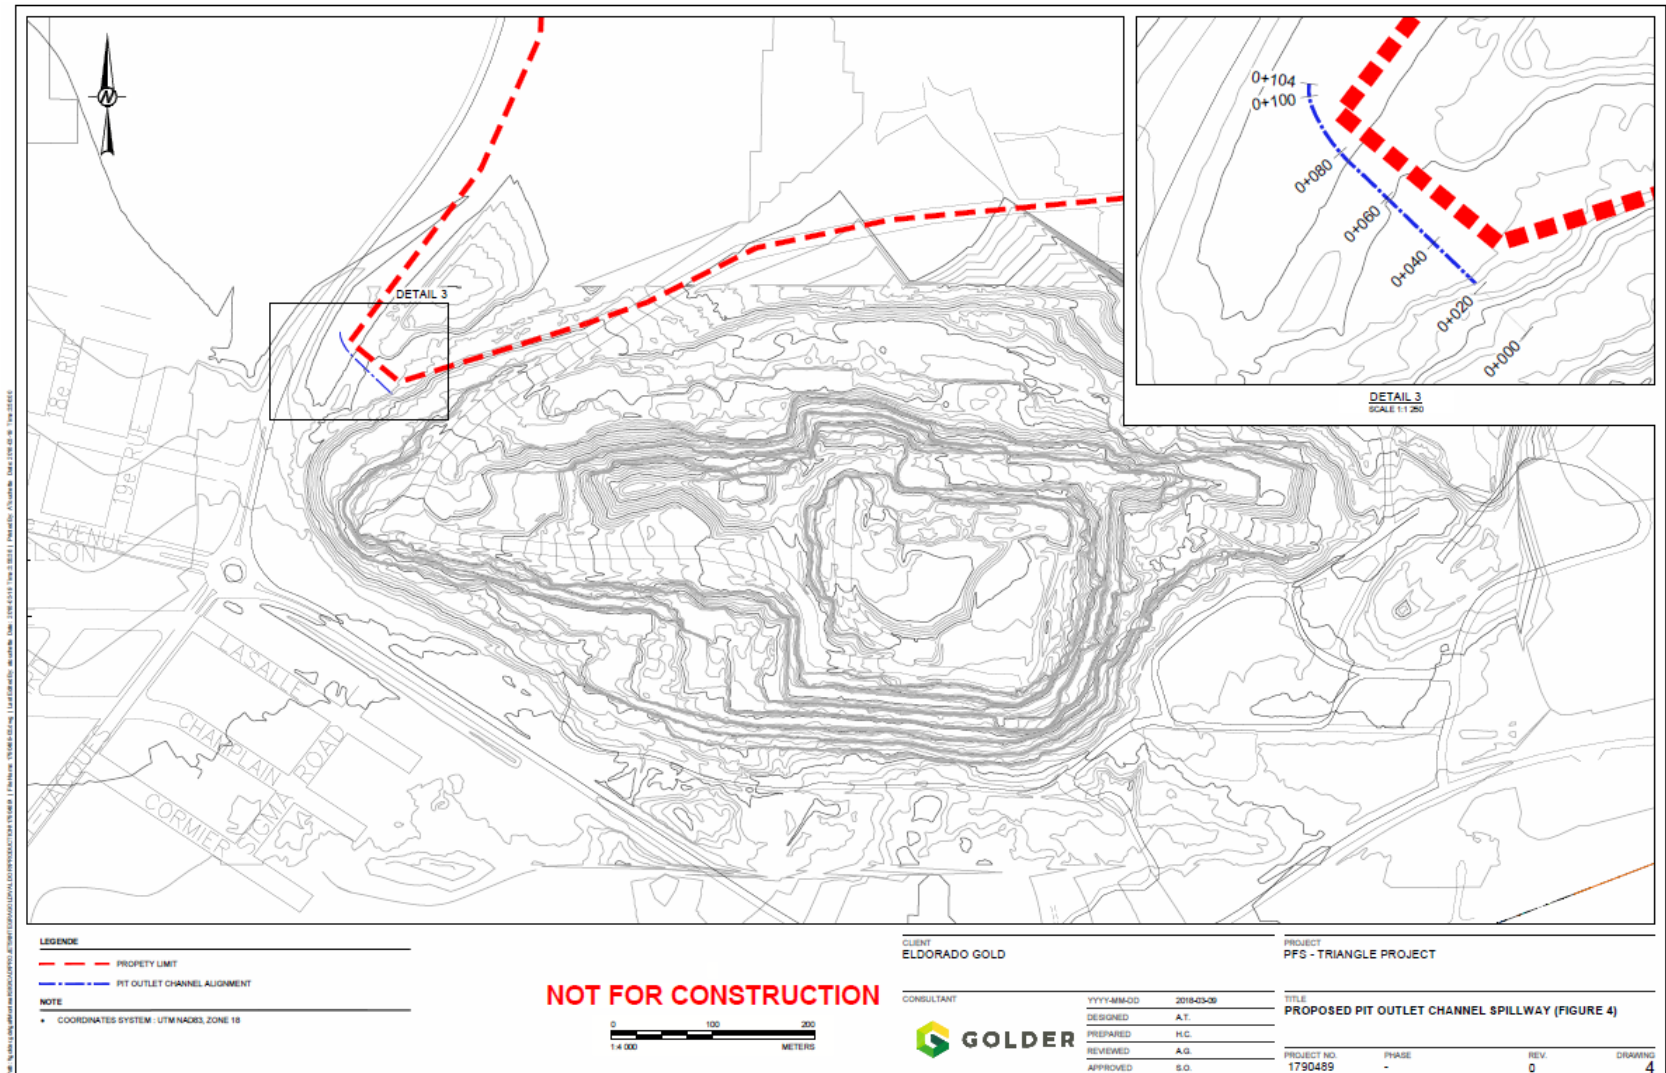 N
DETAIL 3
0+104
0+100
0+080
0+060
0+040
0+020
0+000
DETAIL 3
SCALE 1:1 250
18e RUE
19e RUE
AVENUE
LSON
LASALLE
CHAMPLAIN
CORMIER
SIGMA ROAD
JACQUES
LEGENDE
PROPETY LIMIT
PIT OUTLET CHANNEL ALIGNMENT
NOTE
• COORDINATES SYSTEM : UTM NAD83, ZONE 18
NOT FOR CONSTRUCTION
0 100 200
1:4 000 METERS
CLIENT
ELDORADO GOLD
CONSULTANT
GOLDER
YYYY-MM-DD 2018-03-09
DESIGNED A.T.
PREPARED H.C.
REVIEWED A.G.
APPROVED S.O.
PROJECT
PFS - TRIANGLE PROJECT
TITLE
PROPOSED PIT OUTLET CHANNEL SPILLWAY (FIGURE 4)
PROJECT NO. PHASE REV. DRAWING
1790489 - 0 4